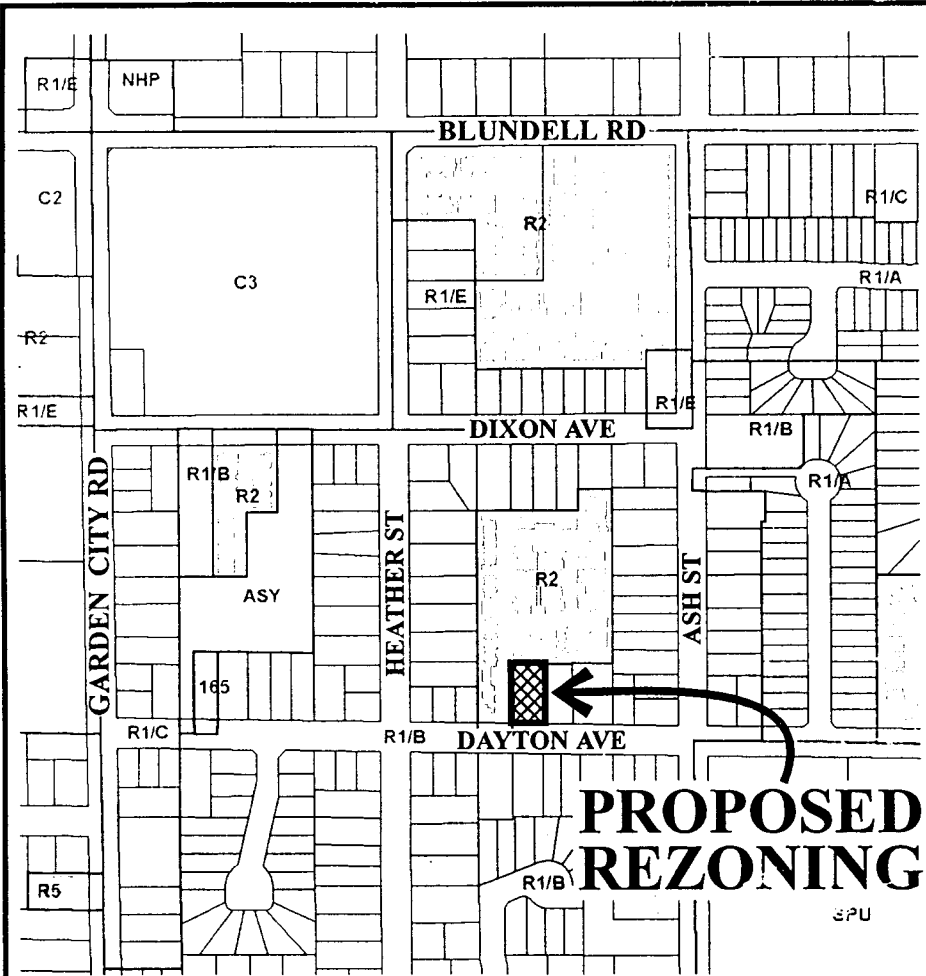 R1/E
NHP
BLUNDELL RD
C2
R2
R1/C
C3
R1/E
R1/A
R2
R1/E
R1/E
DIXON AVE
R1/B
R1/B
R2
R1/A
GARDEN CITY RD
HEATHER ST
ASH ST
R2
ASY
165
R1/C
R1/B
DAYTON AVE
PROPOSED
REZONING
R5
R1/B